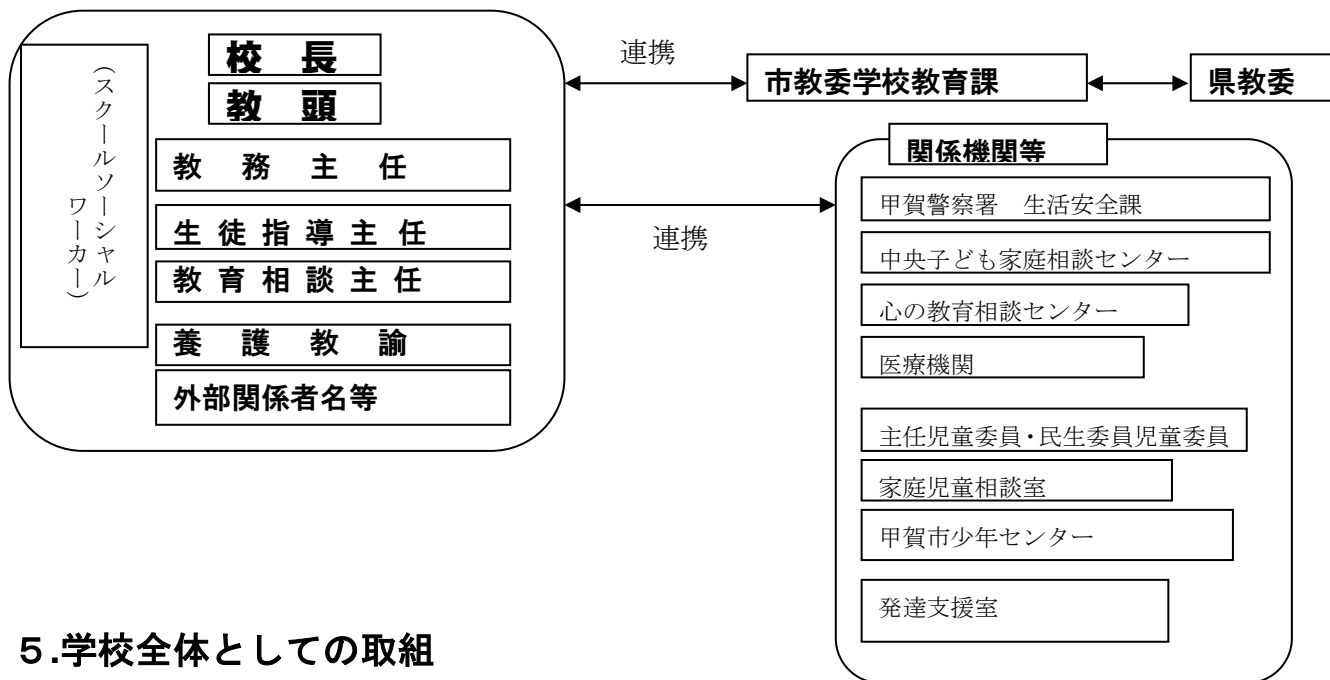 （スクールソーシャル
ワーカー）
校長
教頭
教務主任
生徒指導主任
教育相談主任
養護教諭
外部関係者名等
連携
市教委学校教育課
県教委
連携
関係機関等
甲賀警察署　生活安全課
中央子ども家庭相談センター
心の教育相談センター
医療機関
主任児童委員・民生委員児童委員
家庭児童相談室
甲賀市少年センター
発達支援室
５.学校全体としての取組